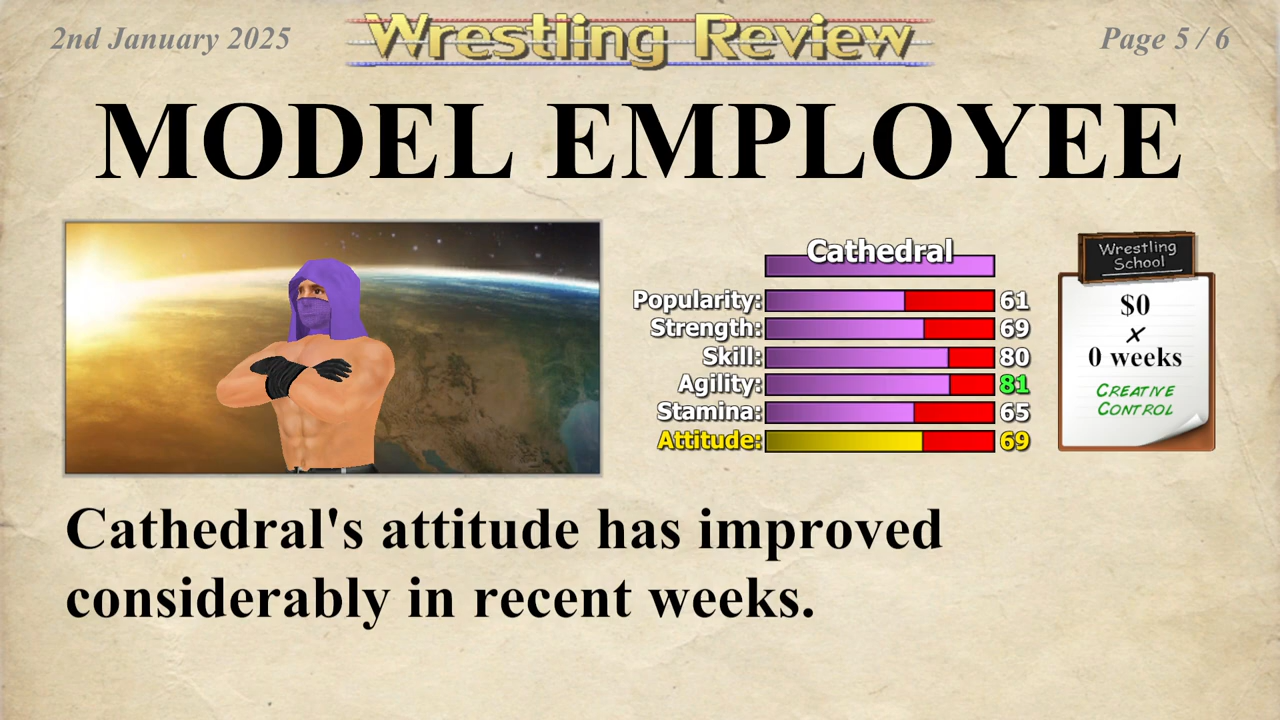 2nd January 2025
Wrestling Review
Page 5 / 6
MODEL EMPLOYEE
Cathedral
Popularity: 61
Strength: 69
Skill: 80
Agility: 81
Stamina: 65
Attitude: 69
Wrestling
School
$0
x
0 weeks
CREATIVE
CONTROL
Cathedral's attitude has improved
considerably in recent weeks.